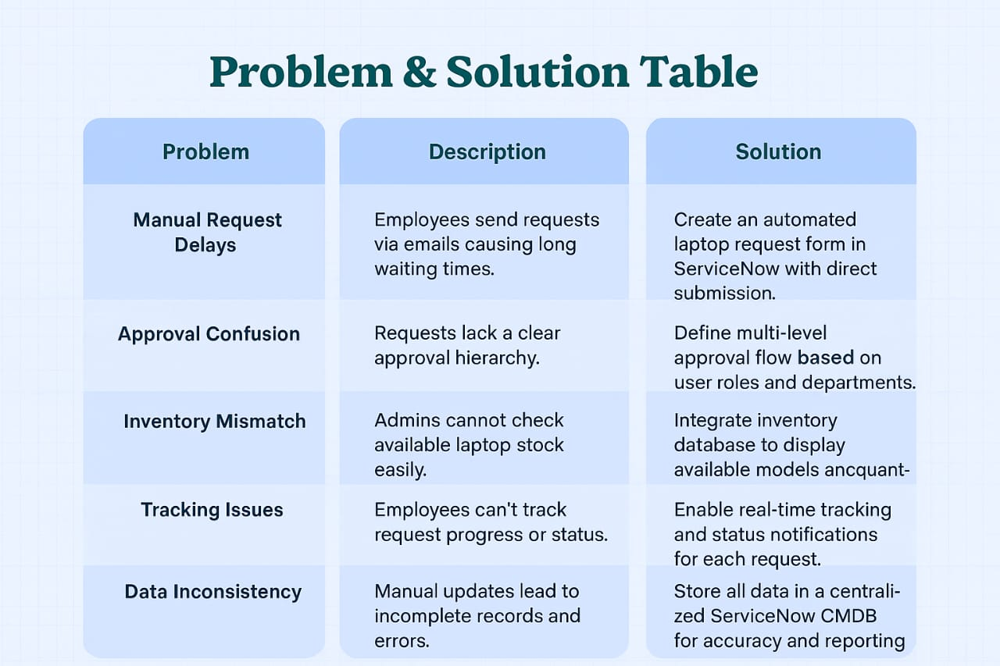 Problem & Solution Table
Problem
Description
Solution
Manual Request
Delays
Employees send requests
via emails causing long
waiting times.
Create an automated
laptop request form in
ServiceNow with direct
submission.
Approval Confusion
Requests lack a clear
approval hierarchy.
Define multi-level
approval flow based on
user roles and departments.
Inventory Mismatch
Admins cannot check
available laptop stock
easily.
Integrate inventory
database to display
available models ancquant-
Tracking Issues
Employees can't track
request progress or status.
Enable real-time tracking
and status notifications
for each request.
Data Inconsistency
Manual updates lead to
incomplete records and
errors.
Store all data in a centrali-
zed ServiceNow CMDB
for accuracy and reporting